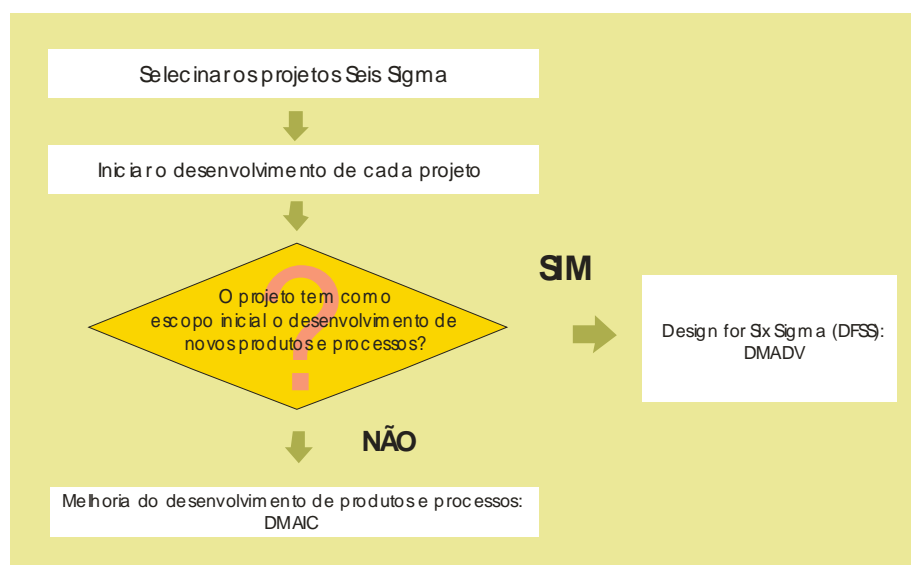 Selecinar os projetos Seis Sigma
Iniciar o desenvolvimento de cada projeto
?
O projeto tem como
escopo inicial o desenvolvimento de
novos produtos e processos?
SIM
Design for Six Sigma (DFSS):
DMADV
NÃO
Melhoria do desenvolvimento de produtos e processos:
DMAIC